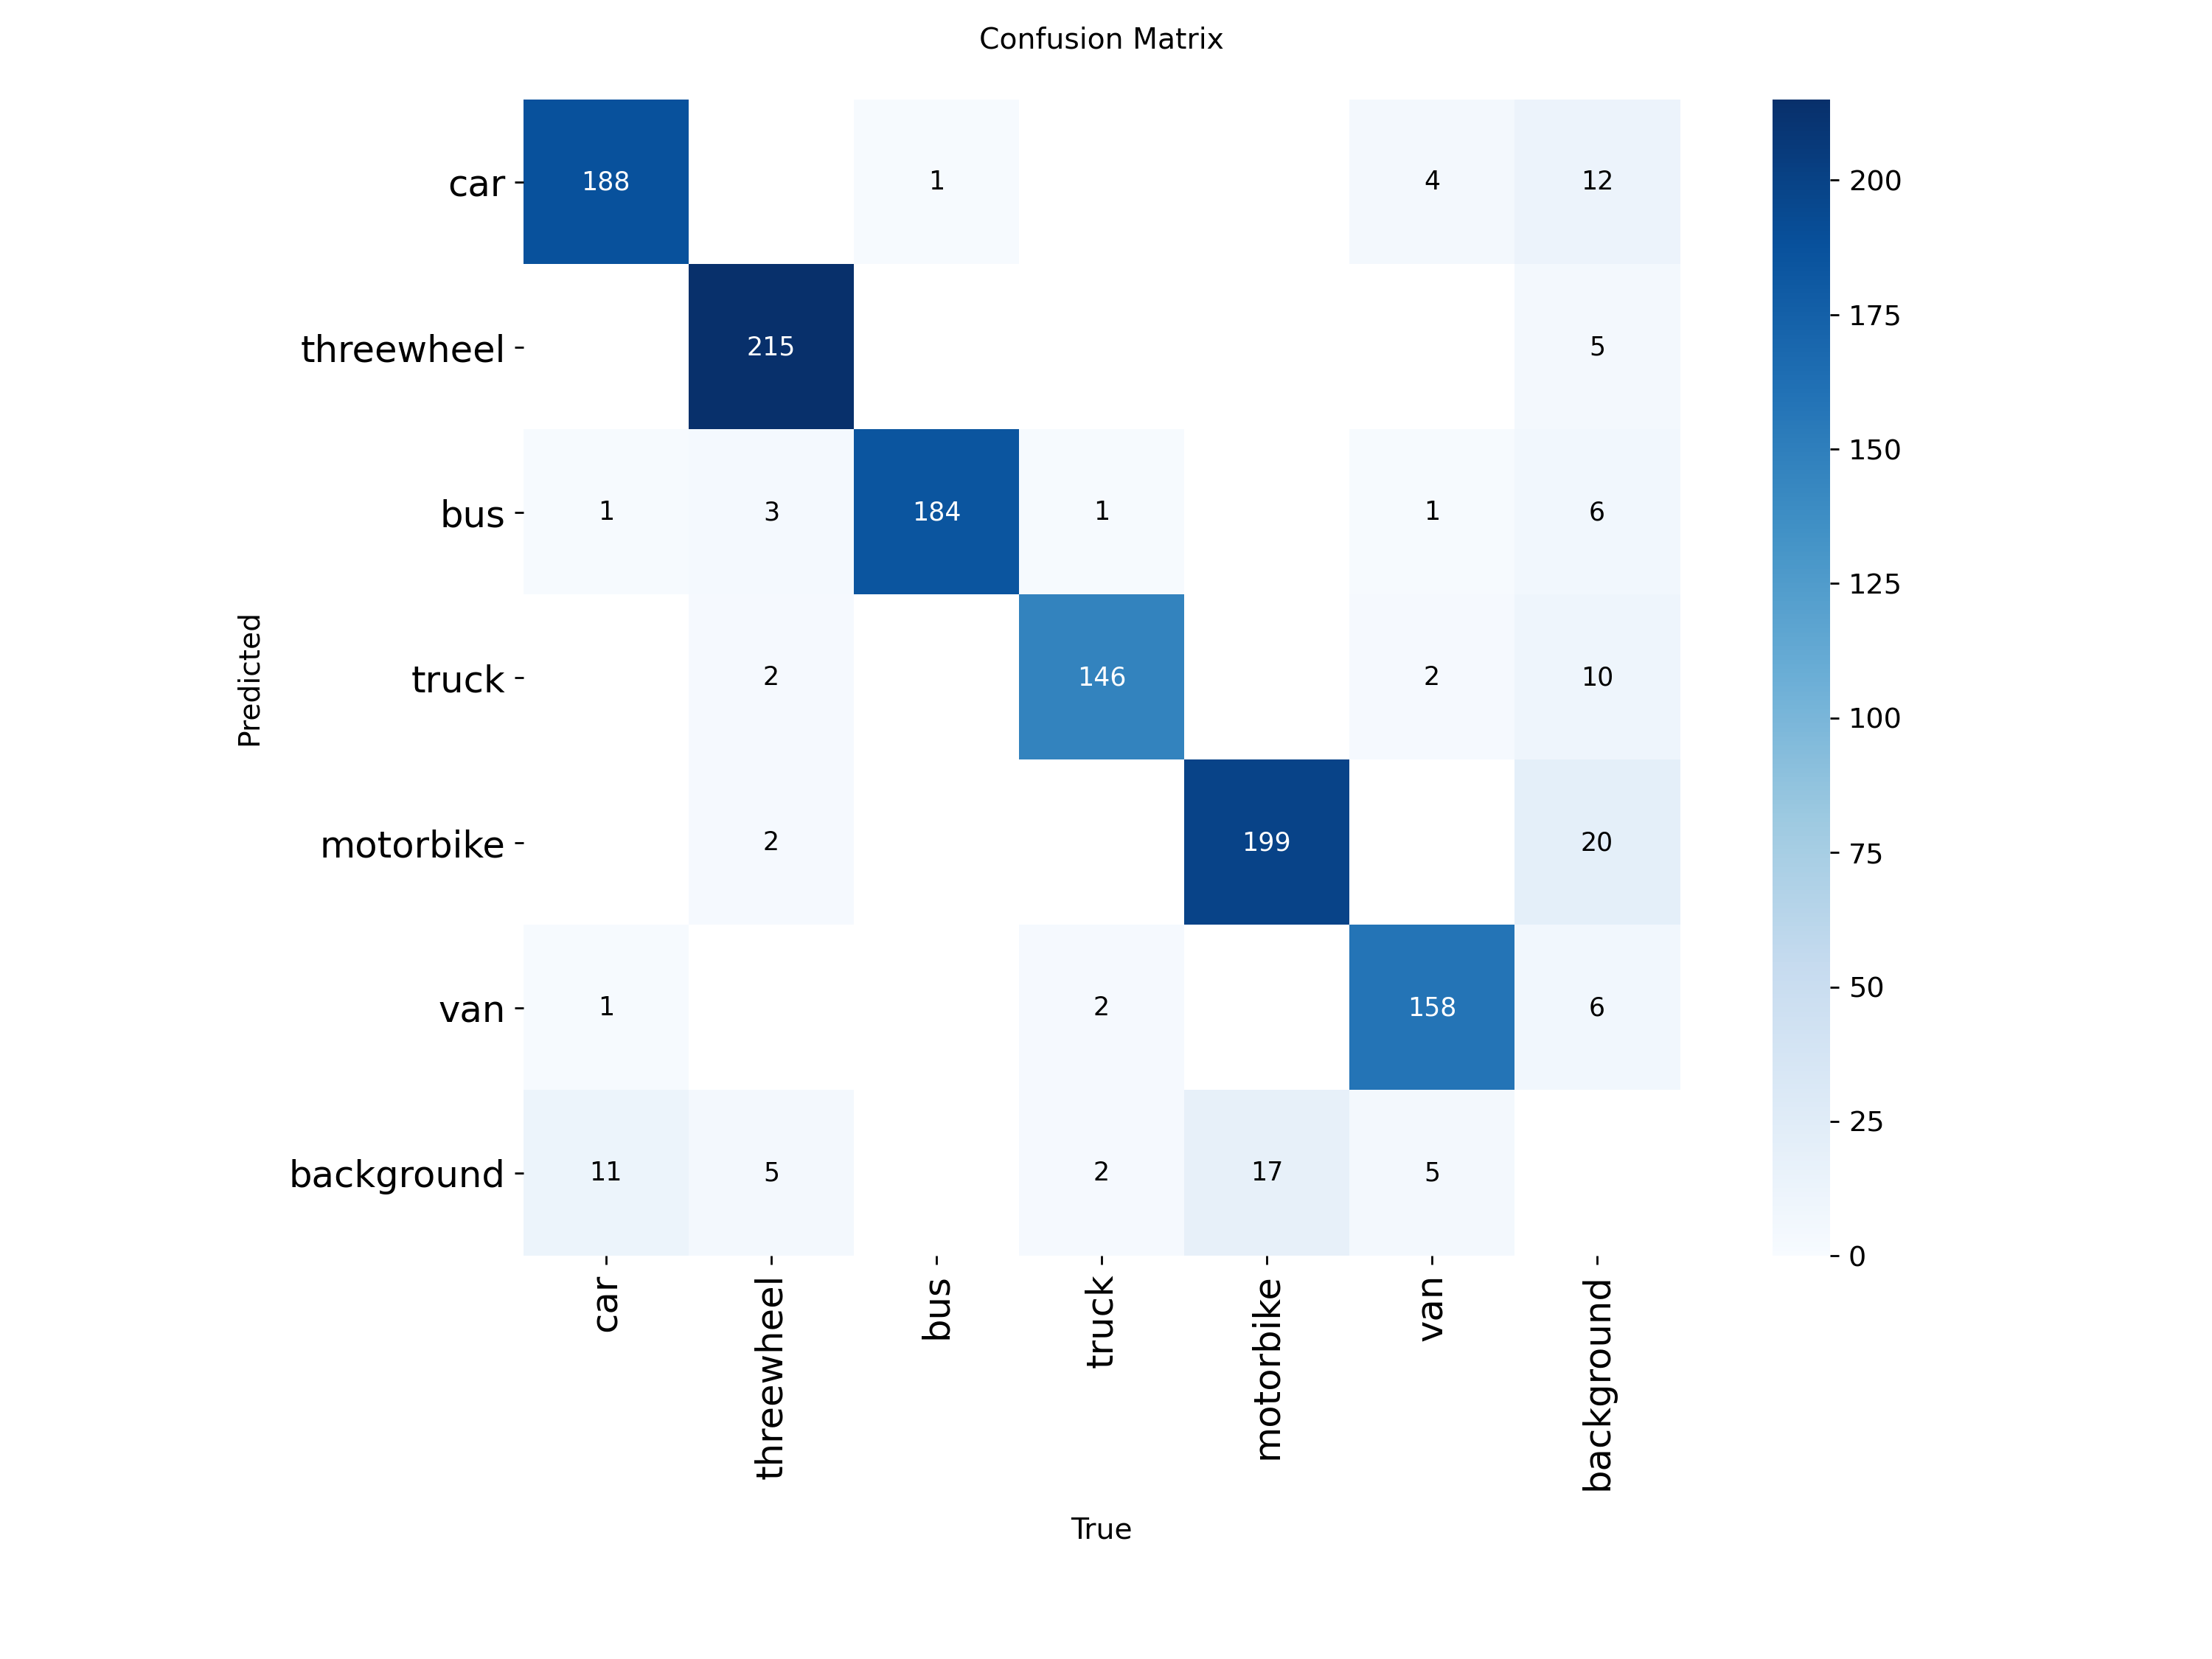 Confusion Matrix
car 188 1 4 12
threewheel 215 5
bus 1 3 184 1 1 6
truck 2 146 2 10
motorbike 2 199 20
van 1 2 158 6
background 11 5 2 17 5
Predicted
car threewheel bus truck motorbike van background
True
200
175
150
125
100
75
50
25
0